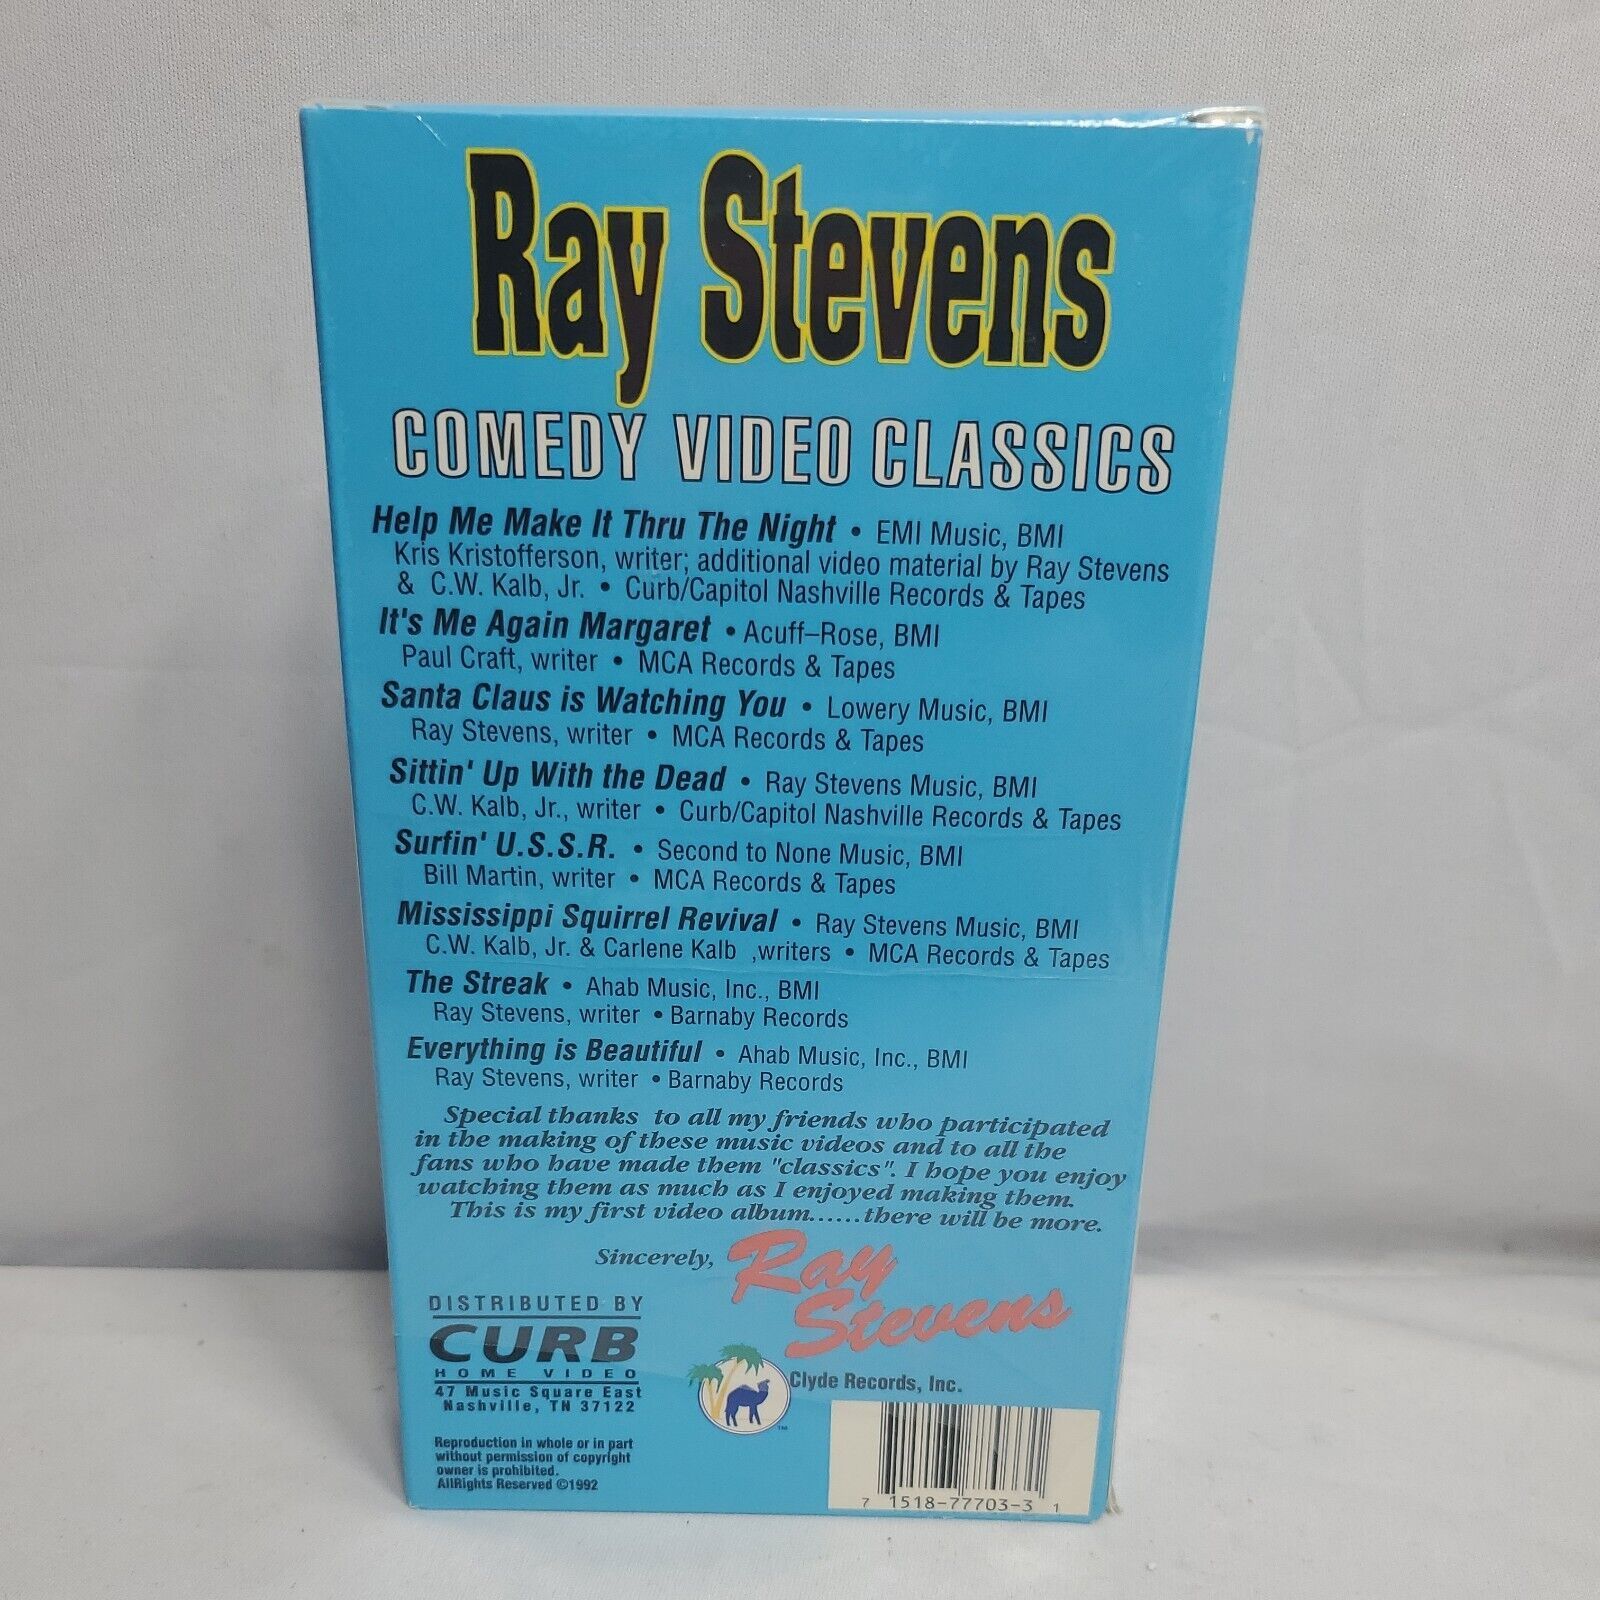 Ray Stevens
COMEDY VIDEO CLASSICS
Help Me Make It Thru The Night • EMI Music, BMI
Kris Kristofferson, writer; additional video material by Ray Stevens
& C.W. Kalb, Jr. • Curb/Capitol Nashville Records & Tapes
It's Me Again Margaret • Acuff–Rose, BMI
Paul Craft, writer • MCA Records & Tapes
Santa Claus is Watching You • Lowery Music, BMI
Ray Stevens, writer • MCA Records & Tapes
Sittin' Up With the Dead • Ray Stevens Music, BMI
C.W. Kalb, Jr., writer • Curb/Capitol Nashville Records & Tapes
Surfin' U.S.S.R. • Second to None Music, BMI
Bill Martin, writer • MCA Records & Tapes
Mississippi Squirrel Revival • Ray Stevens Music, BMI
C.W. Kalb, Jr. & Carlene Kalb ,writers • MCA Records & Tapes
The Streak • Ahab Music, Inc., BMI
Ray Stevens, writer • Barnaby Records
Everything is Beautiful • Ahab Music, Inc., BMI
Ray Stevens, writer • Barnaby Records
Special thanks to all my friends who participated
in the making of these music videos and to all the
fans who have made them "classics". I hope you enjoy
watching them as much as I enjoyed making them.
This is my first video album......there will be more.
Sincerely,
Ray
Stevens
DISTRIBUTED BY
CURB
HOME VIDEO
47 Music Square East
Nashville, TN 37122
Clyde Records, Inc.
TM
Reproduction in whole or in part
without permission of copyright
owner is prohibited.
AllRights Reserved ©1992
7 1518-77703-3 1